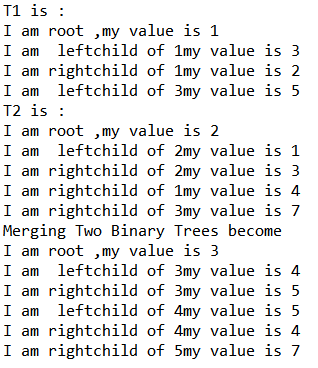 T1 is :
I am root ,my value is 1
I am  leftchild of 1my value is 3
I am rightchild of 1my value is 2
I am  leftchild of 3my value is 5
T2 is :
I am root ,my value is 2
I am  leftchild of 2my value is 1
I am rightchild of 2my value is 3
I am rightchild of 1my value is 4
I am rightchild of 3my value is 7
Merging Two Binary Trees become
I am root ,my value is 3
I am  leftchild of 3my value is 4
I am rightchild of 3my value is 5
I am  leftchild of 4my value is 5
I am rightchild of 4my value is 4
I am rightchild of 5my value is 7